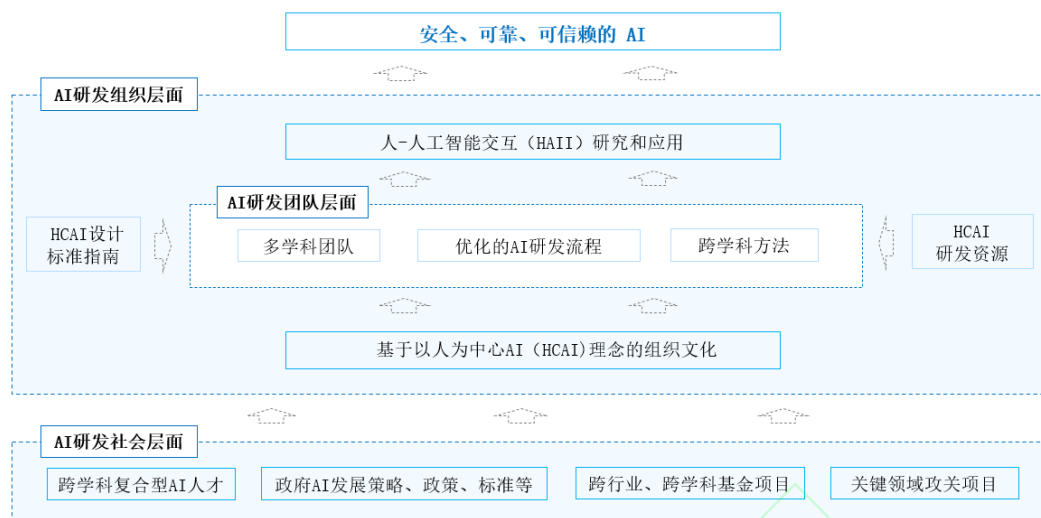 安全、可靠、可信赖的 AI
AI研发组织层面
人-人工智能交互（HAII）研究和应用
AI研发团队层面
HCAI设计
标准指南
多学科团队
优化的AI研发流程
跨学科方法
HCAI
研发资源
基于以人为中心AI（HCAI)理念的组织文化
AI研发社会层面
跨学科复合型AI人才
政府AI发展策略、政策、标准等
跨行业、跨学科基金项目
关键领域攻关项目